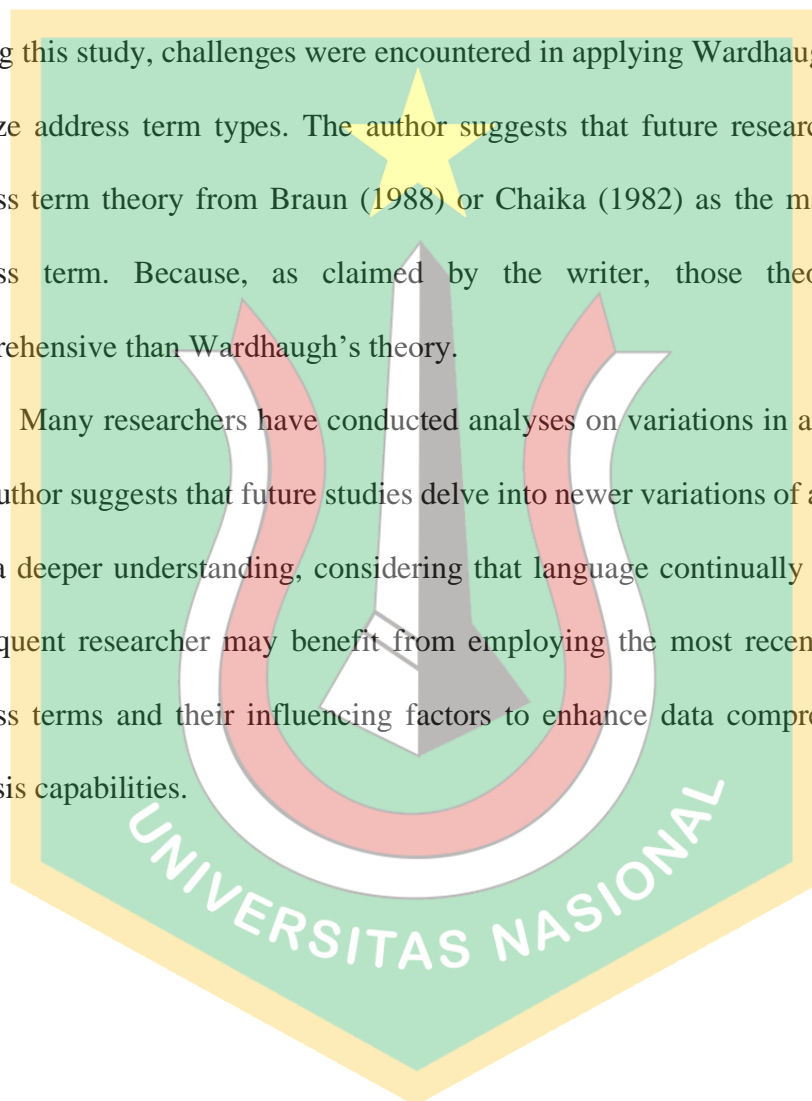 g this study, challenges were encountered in applying Wardhaug
ze address term types. The author suggests that future researc
ss term theory from Braun (1988) or Chaika (1982) as the m
ss term. Because, as claimed by the writer, those theo
rehensive than Wardhaugh's theory.
Many researchers have conducted analyses on variations in a
uthor suggests that future studies delve into newer variations of a
a deeper understanding, considering that language continually
quent researcher may benefit from employing the most recen
ss terms and their influencing factors to enhance data compre
sis capabilities.
UNIVERSITAS NASIONAL